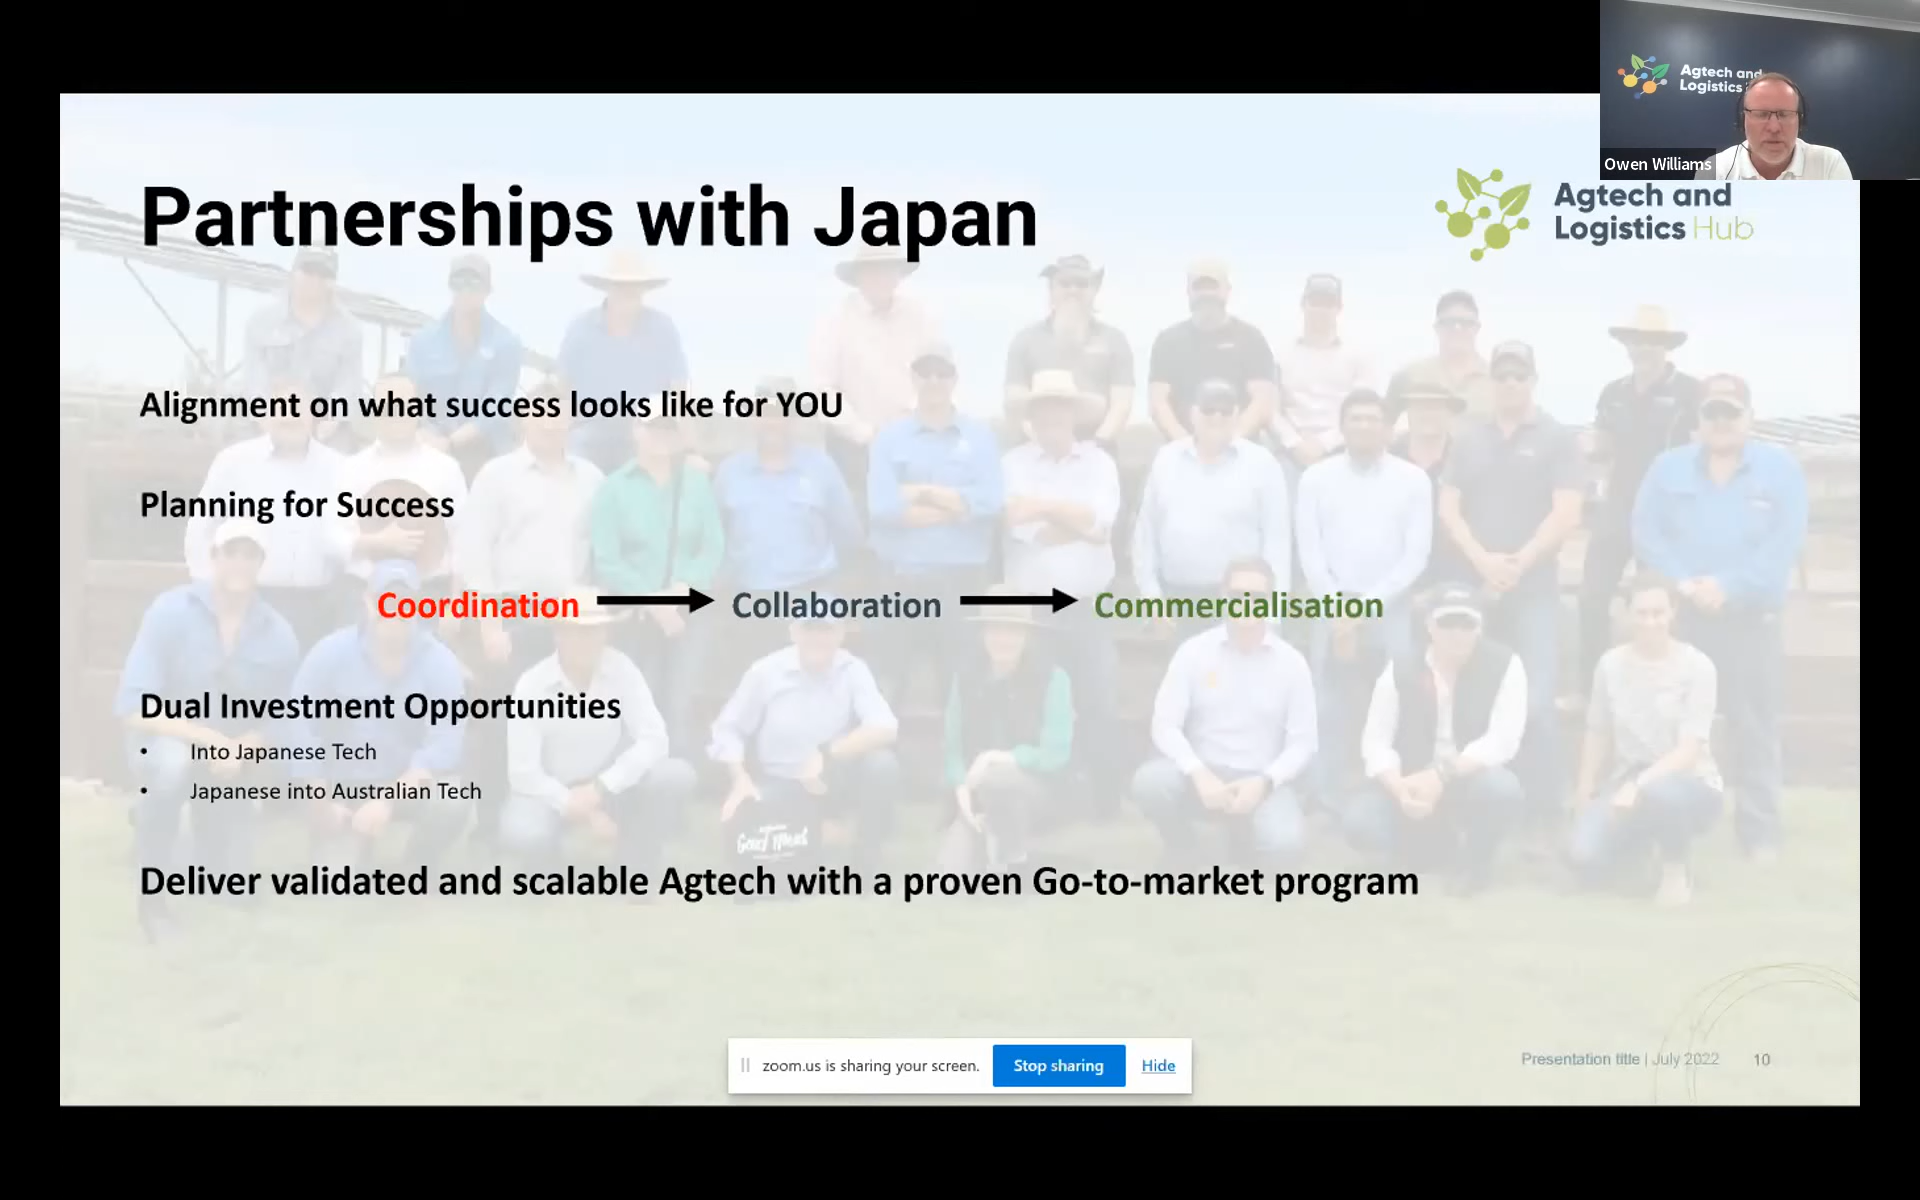 Agtech and
Logistics
Owen Williams
Partnerships with Japan
Agtech and
Logistics Hub
Alignment on what success looks like for YOU
Planning for Success
Coordination Collaboration Commercialisation
Dual Investment Opportunities
• Into Japanese Tech
• Japanese into Australian Tech
Deliver validated and scalable Agtech with a proven Go-to-market program
zoom.us is sharing your screen. Stop sharing Hide
Presentation title | July 2022 10